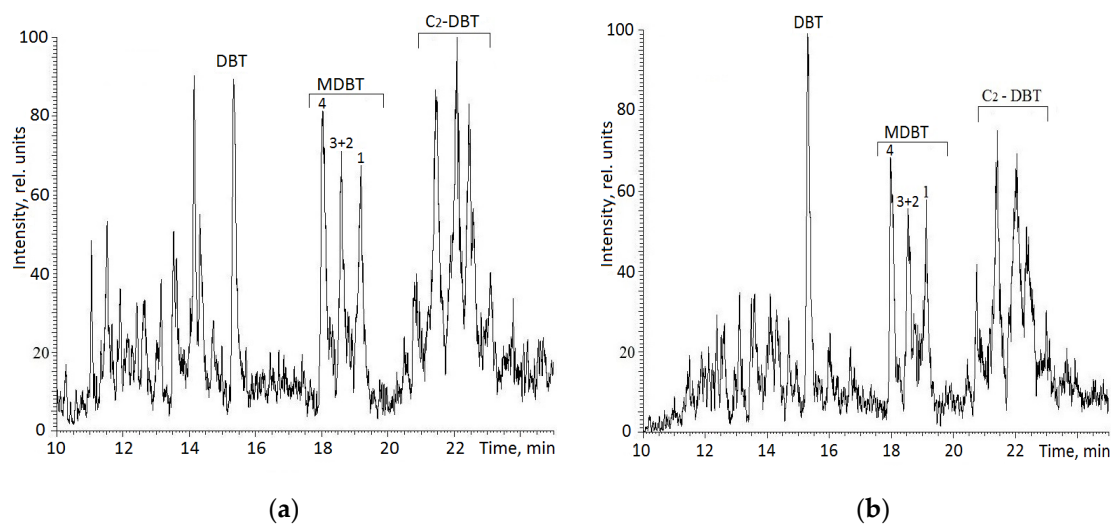 C2-DBT
100
DBT
MDBT
80
4
3+2
1
60
Intensity, rel. units
40
20
0
10 12 14 16 18 20 22 Time, min
(a)
DBT
100
C2 - DBT
80
MDBT
4
3+2
1
60
Intensity, rel. units
40
20
0
10 12 14 16 18 20 22 Time, min
(b)